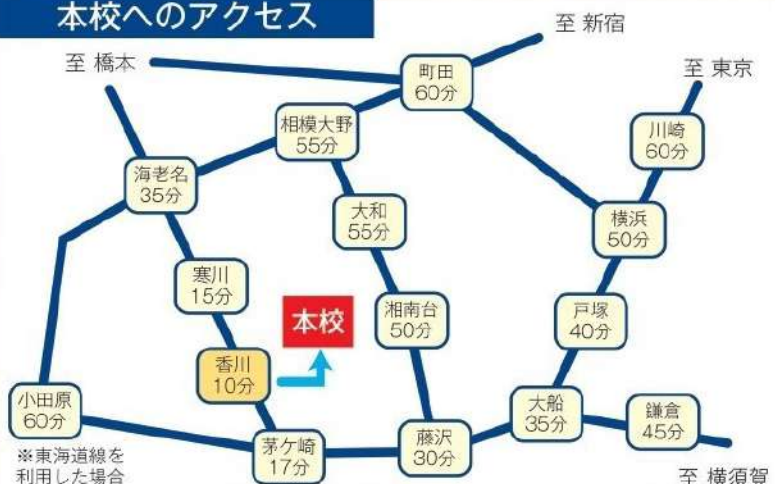 本校へのアクセス
至 新宿
至 橋本
町田
60分
至 東京
相模大野
55分
川崎
60分
海老名
35分
大和
55分
横浜
50分
寒川
15分
本校
湘南台
50分
戸塚
40分
香川
10分
小田原
60分
大船
35分
鎌倉
45分
茅ケ崎
17分
藤沢
30分
※東海道線を
利用した場合
至 横須賀